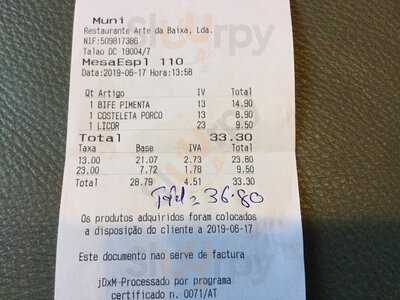 Muni
Restaurante Arte da Baixa, Lda.
NIF:509817366
Talao DC 19004/7
MesaEspl 110
Data:2019-06-17 Hora:13:58
Qt Artigo IV Total
1 BIFE PIMENTA 13 14.90
1 COSTELETA PORCO 13 8.90
1 LICOR 23 9.50
Total 33.30
Taxa Base IVA Total
13.00 21.07 2.73 23.80
23.00 7.72 1.78 9.50
Total 28.79 4.51 33.30
Total = 36.80
Os produtos adquiridos foram colocados
a disposição do cliente a 2019-06-17
Este documento nao serve de factura
jDxM-Processado por programa
certificado n. 0071/AT